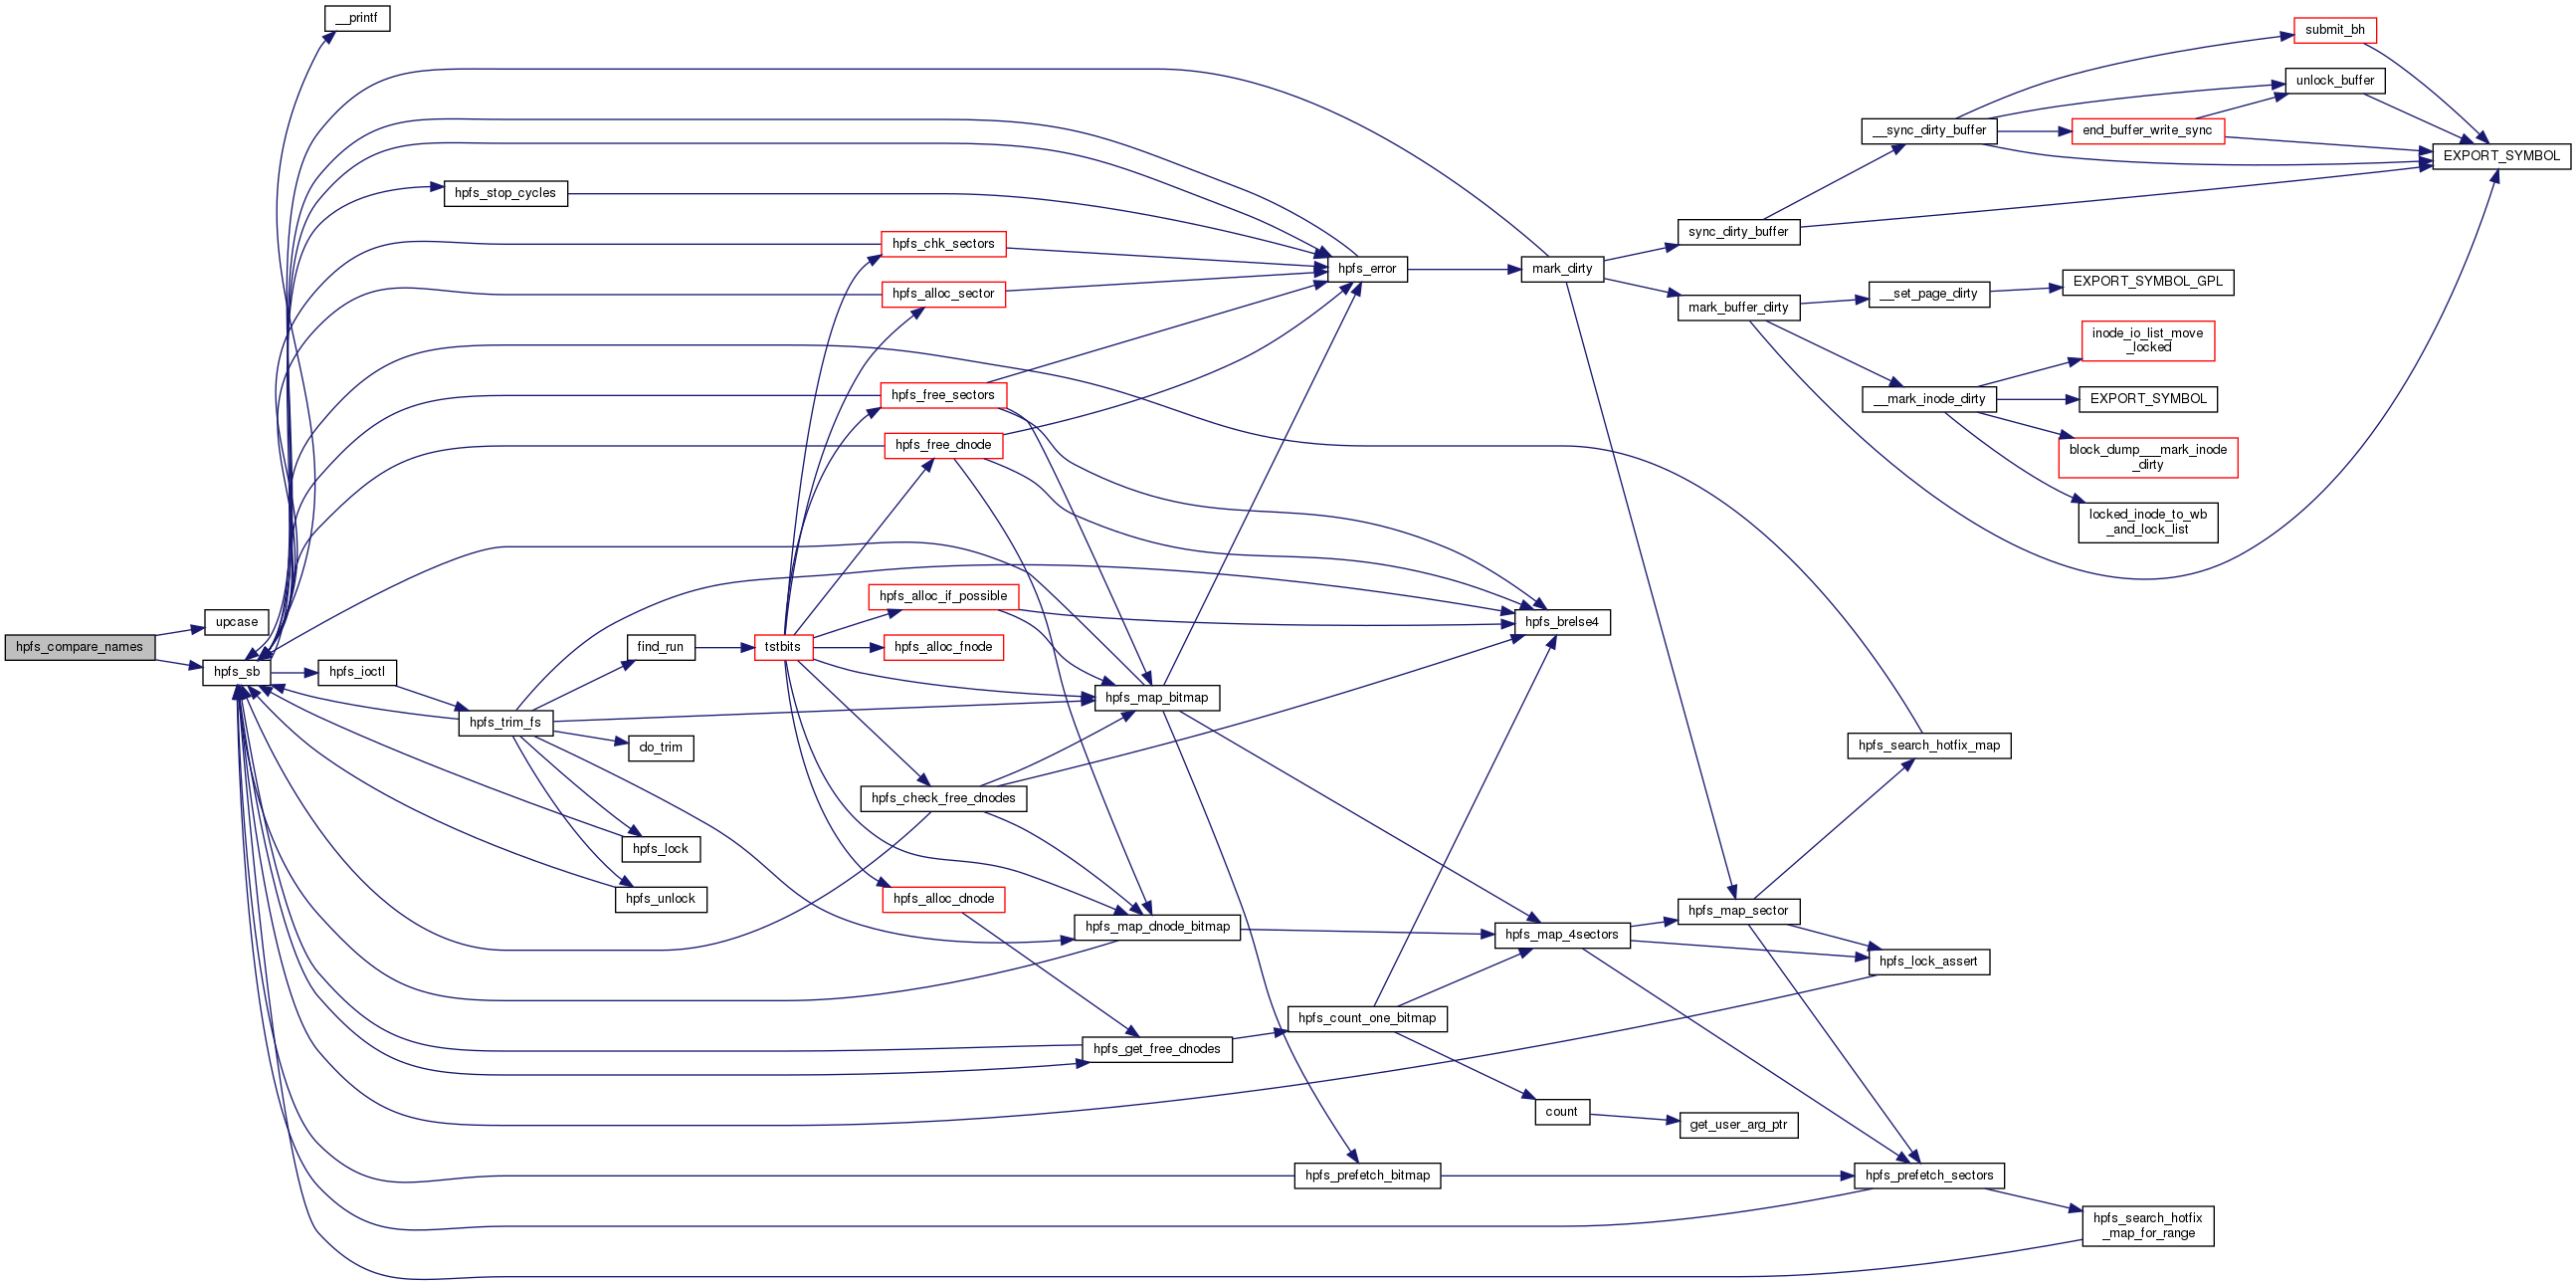 __printf
submit_bh
unlock_buffer
__sync_dirty_buffer
end_buffer_write_sync
EXPORT_SYMBOL
hpfs_stop_cycles
sync_dirty_buffer
hpfs_chk_sectors
hpfs_error
mark_dirty
EXPORT_SYMBOL_GPL
hpfs_alloc_sector
__set_page_dirty
mark_buffer_dirty
inode_io_list_move
_locked
hpfs_free_sectors
__mark_inode_dirty
EXPORT_SYMBOL
hpfs_free_dnode
block_dump___mark_inode
_dirty
locked_inode_to_wb
_and_lock_list
hpfs_alloc_if_possible
upcase
hpfs_brelse4
hpfs_compare_names
find_run
tstbits
hpfs_alloc_fnode
hpfs_sb
hpfs_ioctl
hpfs_map_bitmap
hpfs_trim_fs
do_trim
hpfs_search_hotfix_map
hpfs_check_free_dnodes
hpfs_lock
hpfs_unlock
hpfs_alloc_dnode
hpfs_map_sector
hpfs_map_dnode_bitmap
hpfs_map_4sectors
hpfs_lock_assert
hpfs_count_one_bitmap
hpfs_get_free_dnodes
count
get_user_arg_ptr
hpfs_prefetch_bitmap
hpfs_prefetch_sectors
hpfs_search_hotfix
_map_for_range